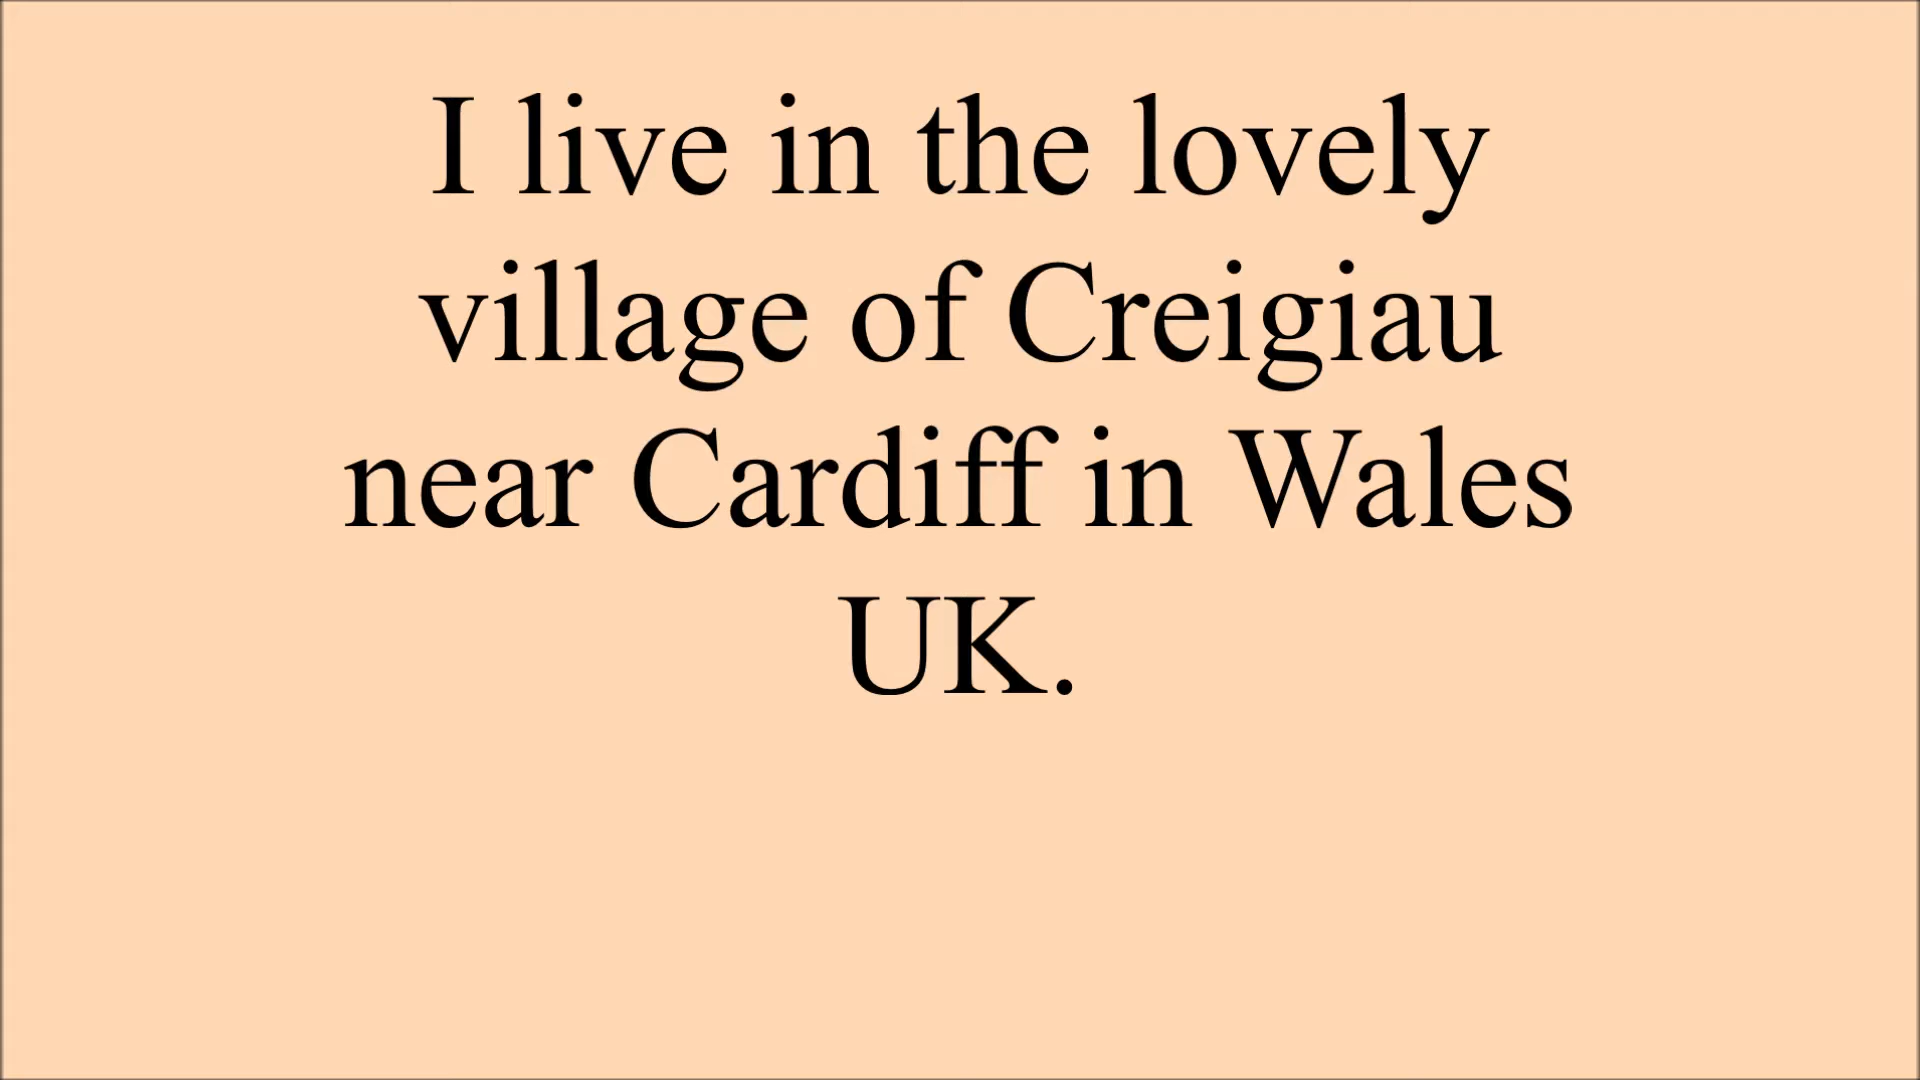 I live in the lovely
village of Creigiau
near Cardiff in Wales
UK.